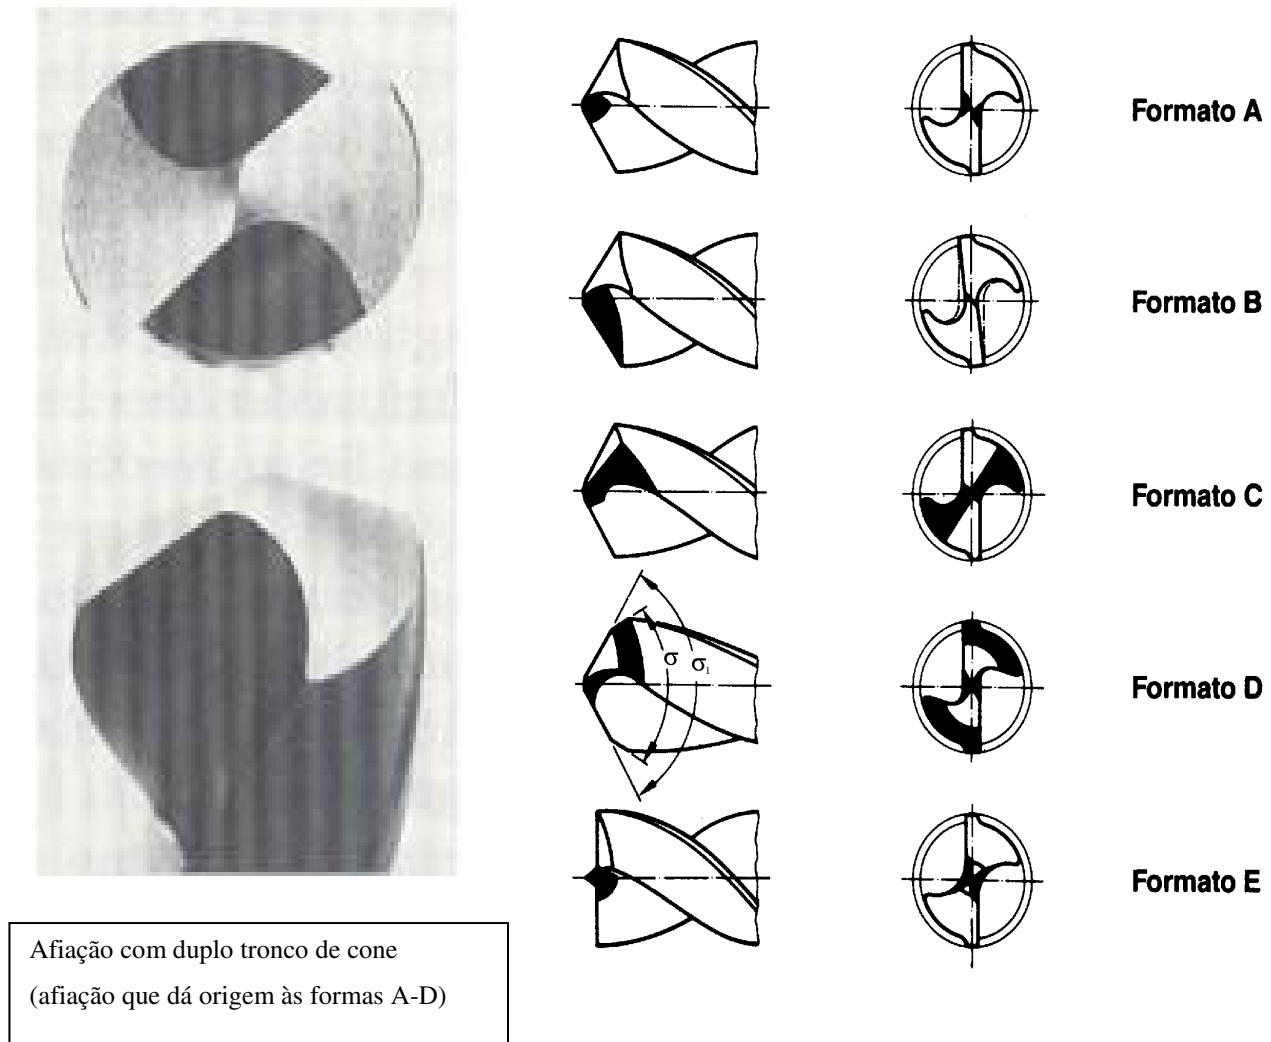 Formato A
Formato B
Formato C
σ σ₁
Formato D
Formato E
Afiação com duplo tronco de cone
(afiação que dá origem às formas A-D)